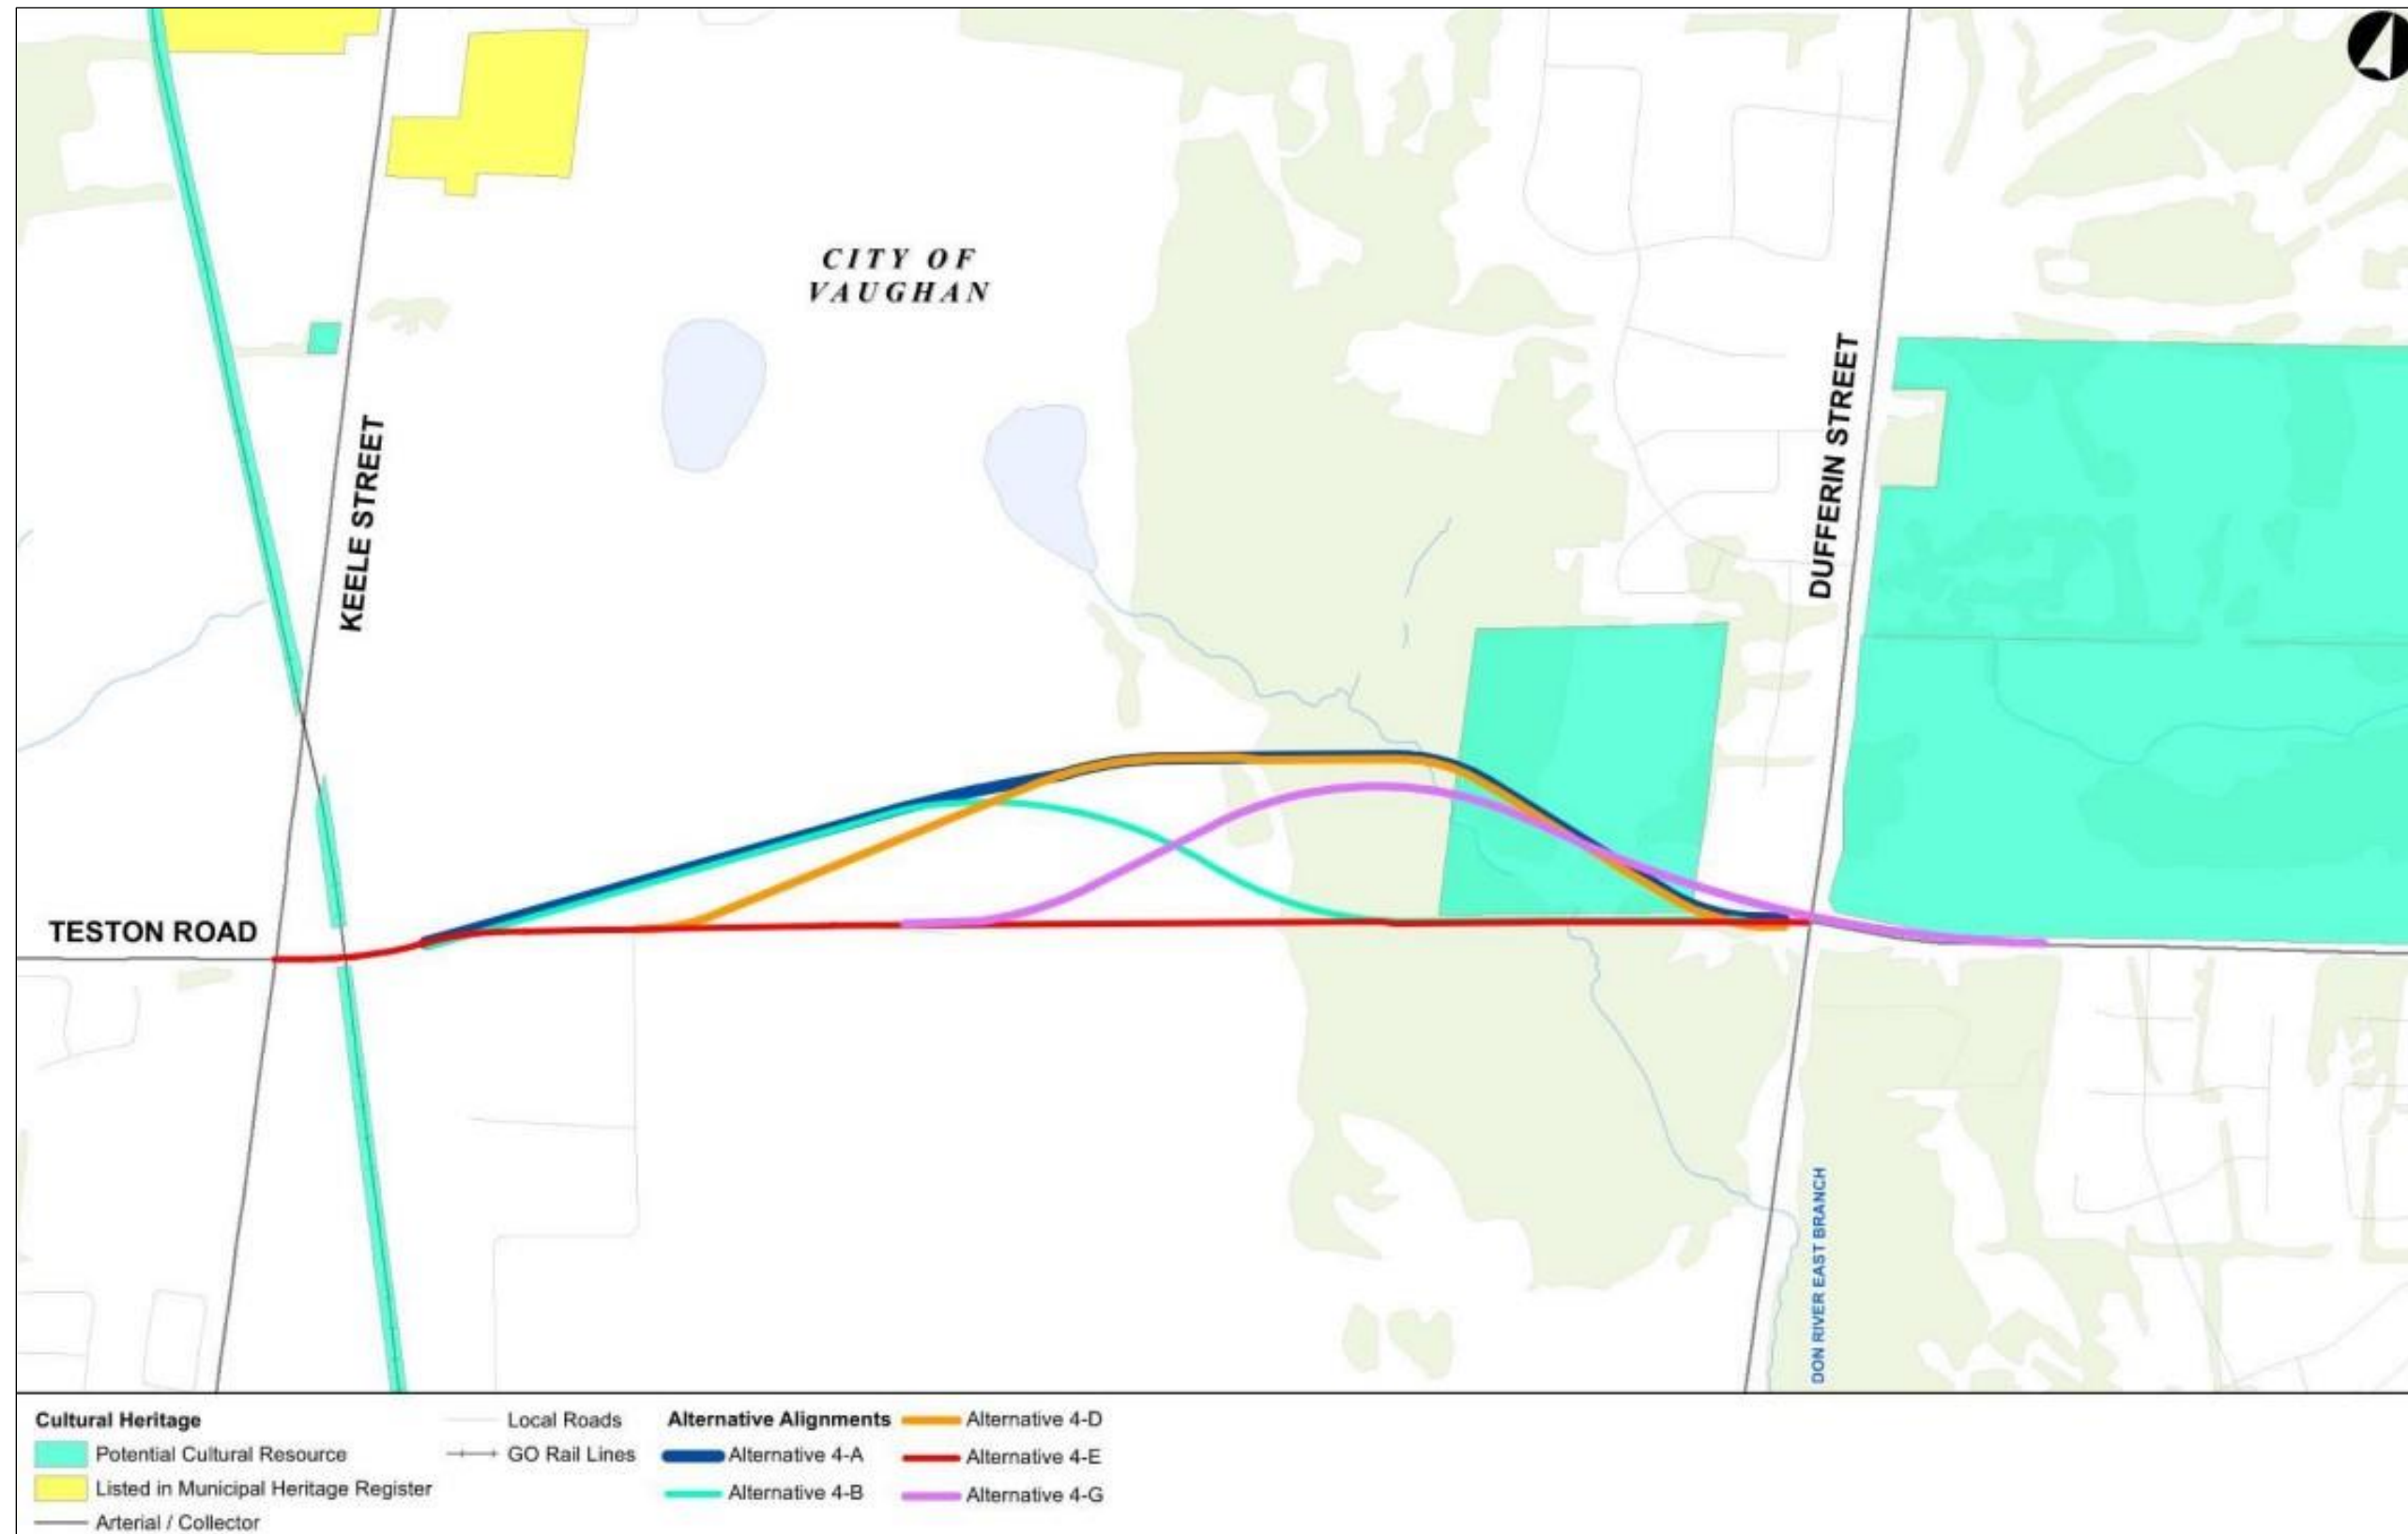 CITY OF
VAUGHAN
KEELE STREET
DUFFERIN STREET
TESTON ROAD
DON RIVER EAST BRANCH
Cultural Heritage
Potential Cultural Resource
Listed in Municipal Heritage Register
Arterial / Collector
Local Roads
GO Rail Lines
Alternative Alignments
Alternative 4-A
Alternative 4-B
Alternative 4-D
Alternative 4-E
Alternative 4-G